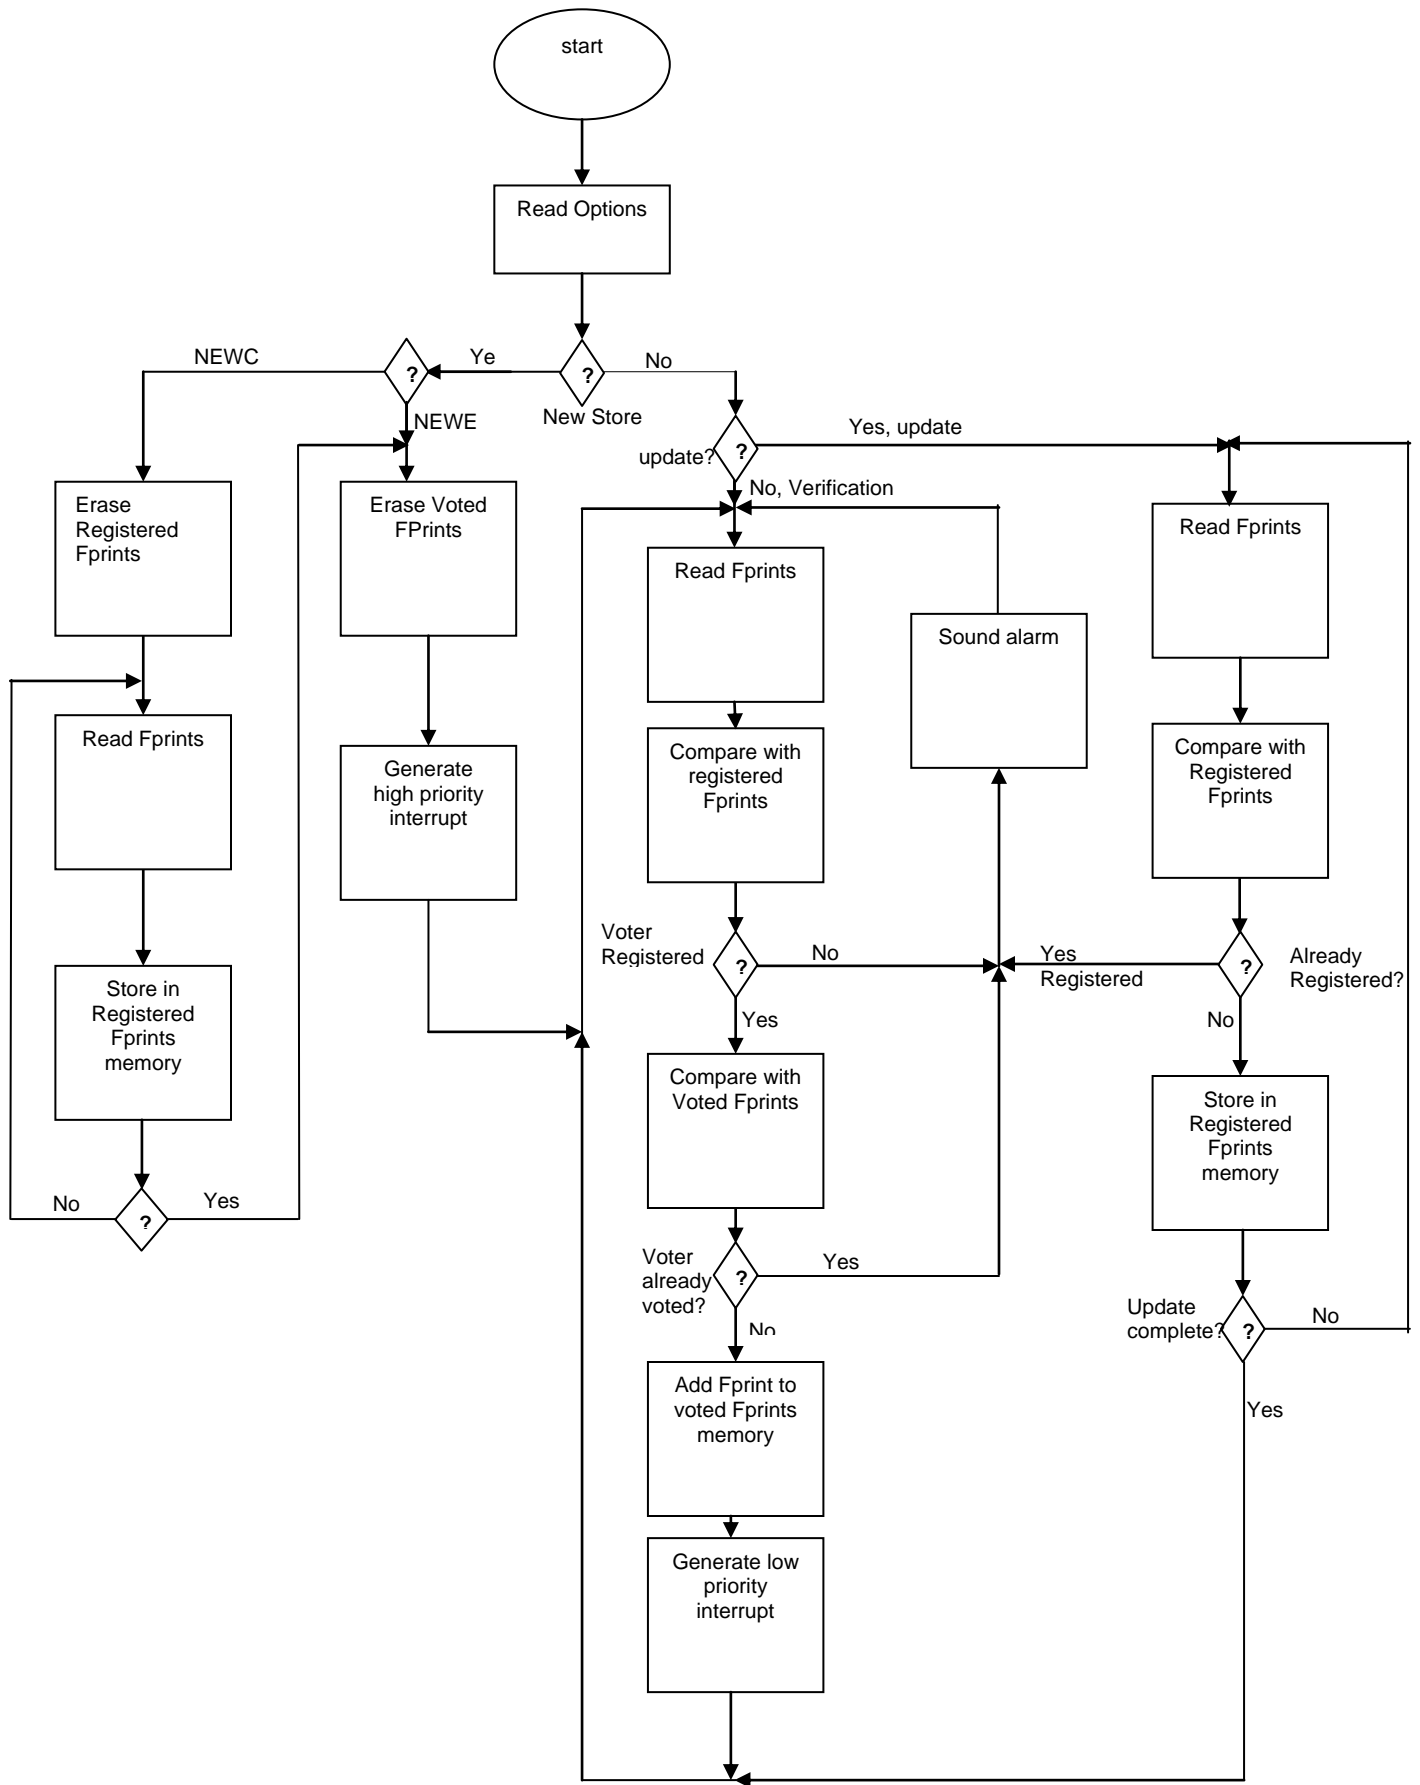 start
Read Options
NEWC
Ye
?
?
No
New Store
NEWE
update?
?
Yes, update
No, Verification
Erase
Registered
Fprints
Erase Voted
FPrints
Read Fprints
Read Fprints
Sound alarm
Read Fprints
Generate
high priority
interrupt
Compare with
registered
Fprints
Compare with
Registered
Fprints
Voter
Registered
?
No
Yes
Registered
?
Already
Registered?
Store in
Registered
Fprints
memory
Yes
No
Compare with
Voted Fprints
Store in
Registered
Fprints
memory
No
?
Yes
Voter
already
voted?
?
Yes
No
Update
complete?
?
No
Add Fprint to
voted Fprints
memory
Yes
Generate low
priority
interrupt